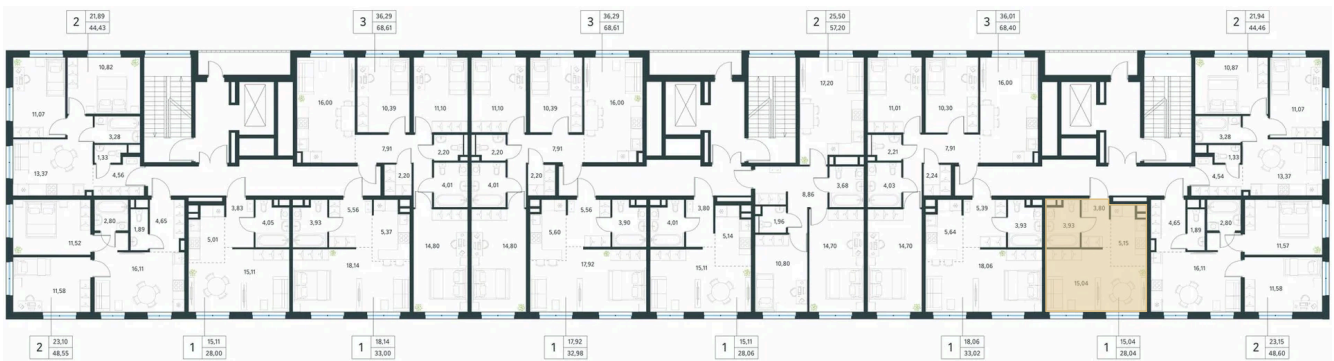 2 21,89 44,43
3 36,29 68,61
3 36,29 68,61
2 25,50 57,20
3 36,01 68,40
2 21,94 44,46
11,07 10,82 3,28 1,33 13,37 4,56
16,00 10,39 11,10 7,91 2,20 2,20 4,01
11,10 10,39 16,00 2,20 7,91 2,20 4,01
17,20 8,86 3,68
11,01 10,30 16,00 2,21 7,91 2,24 4,03
10,87 11,07 3,28 1,33 4,54 13,37
11,52 2,80 1,89 4,65 11,58 16,11
3,83 5,01 4,05 15,11
5,56 3,93 5,37 18,14
14,80
14,80
5,56 5,60 3,90 17,92
3,80 4,01 5,14 15,11
1,96 10,80 14,70
14,70
5,39 5,64 3,93 18,06
3,80 3,93 5,15 15,04
4,65 1,89 2,80 11,57 16,11 11,58
2 23,10 48,55
1 15,11 28,00
1 18,14 33,00
1 17,92 32,98
1 15,11 28,06
1 18,06 33,02
1 15,04 28,04
2 23,15 48,60